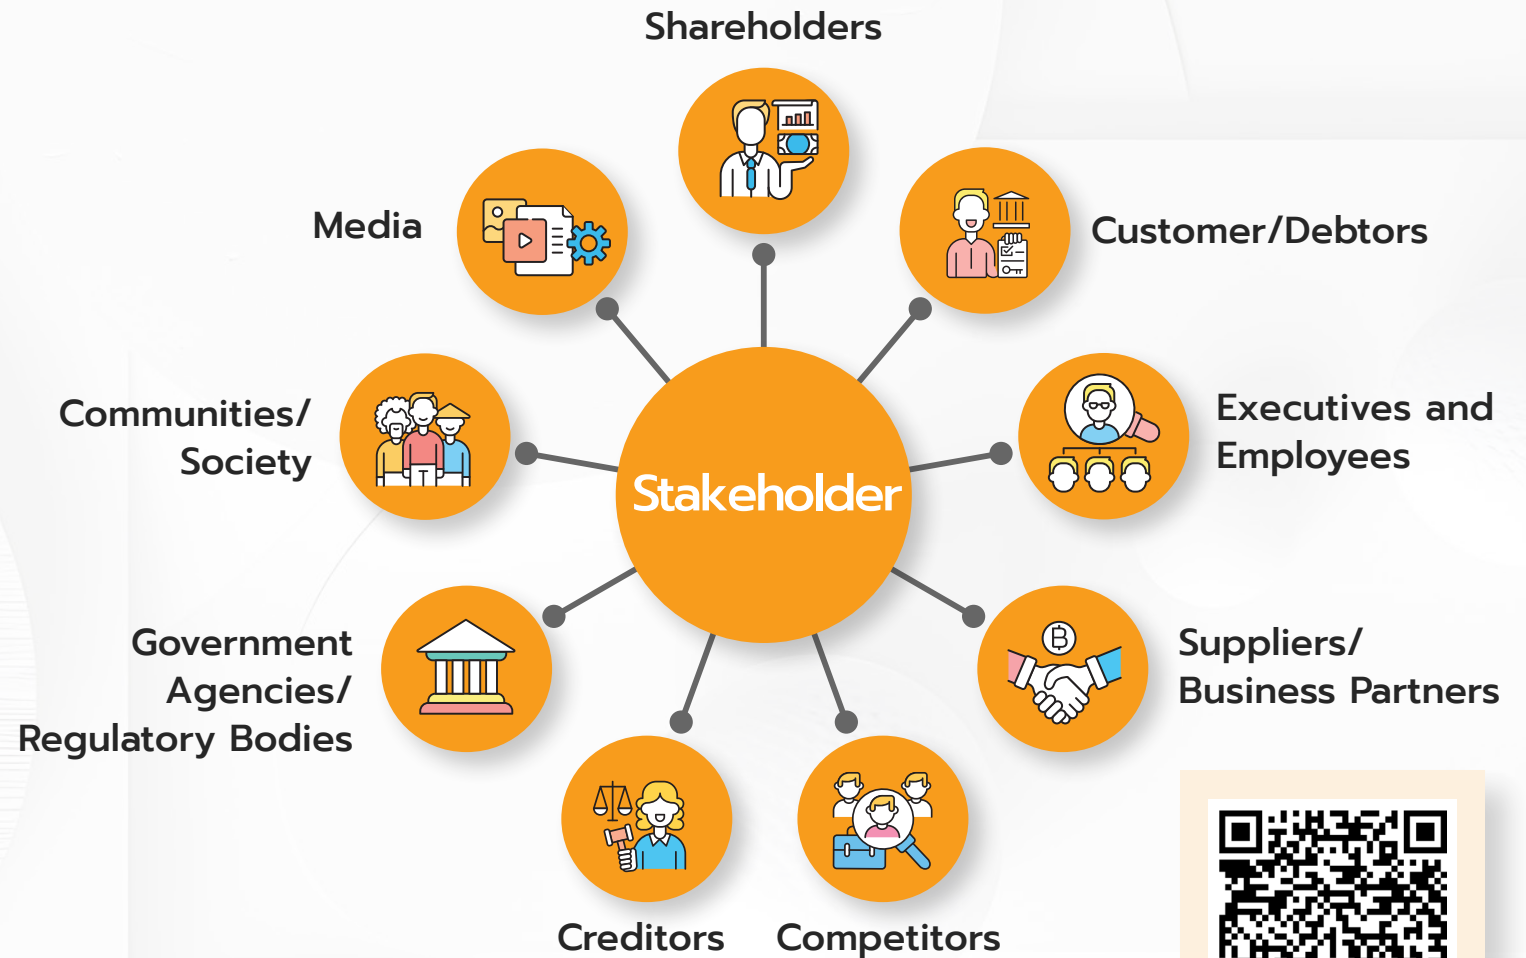 Shareholders
Media
Customer/Debtors
Communities/
Society
Executives and
Employees
Stakeholder
Government
Agencies/
Regulatory Bodies
Suppliers/
Business Partners
Creditors
Competitors